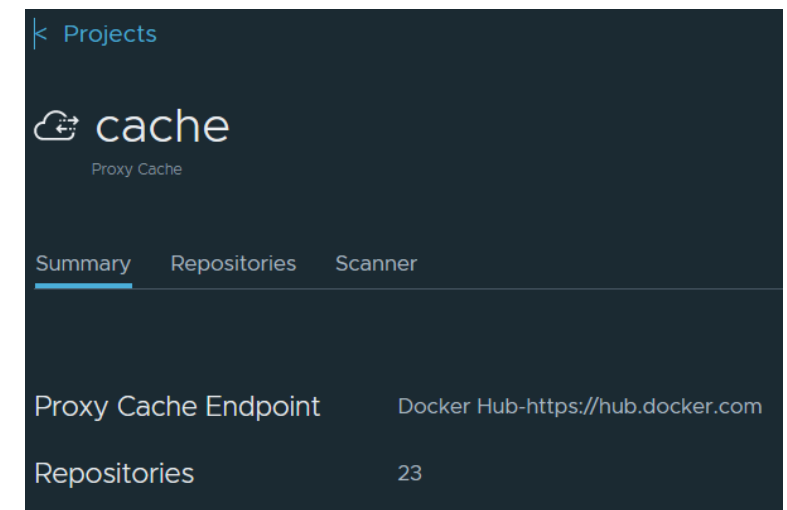 < Projects
cache
Proxy Cache
Summary Repositories Scanner
Proxy Cache Endpoint Docker Hub-https://hub.docker.com
Repositories 23